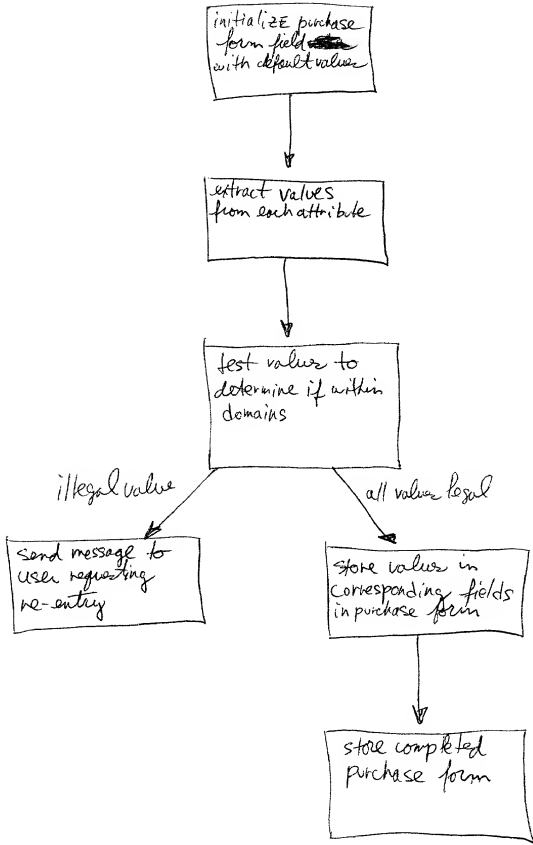 initialize purchase
form field
with default values
extract values
from each attribute
test values to
determine if within
domains
illegal value
all values legal
send message to
user requesting
re-entry
store values in
corresponding fields
in purchase form
store completed
purchase form